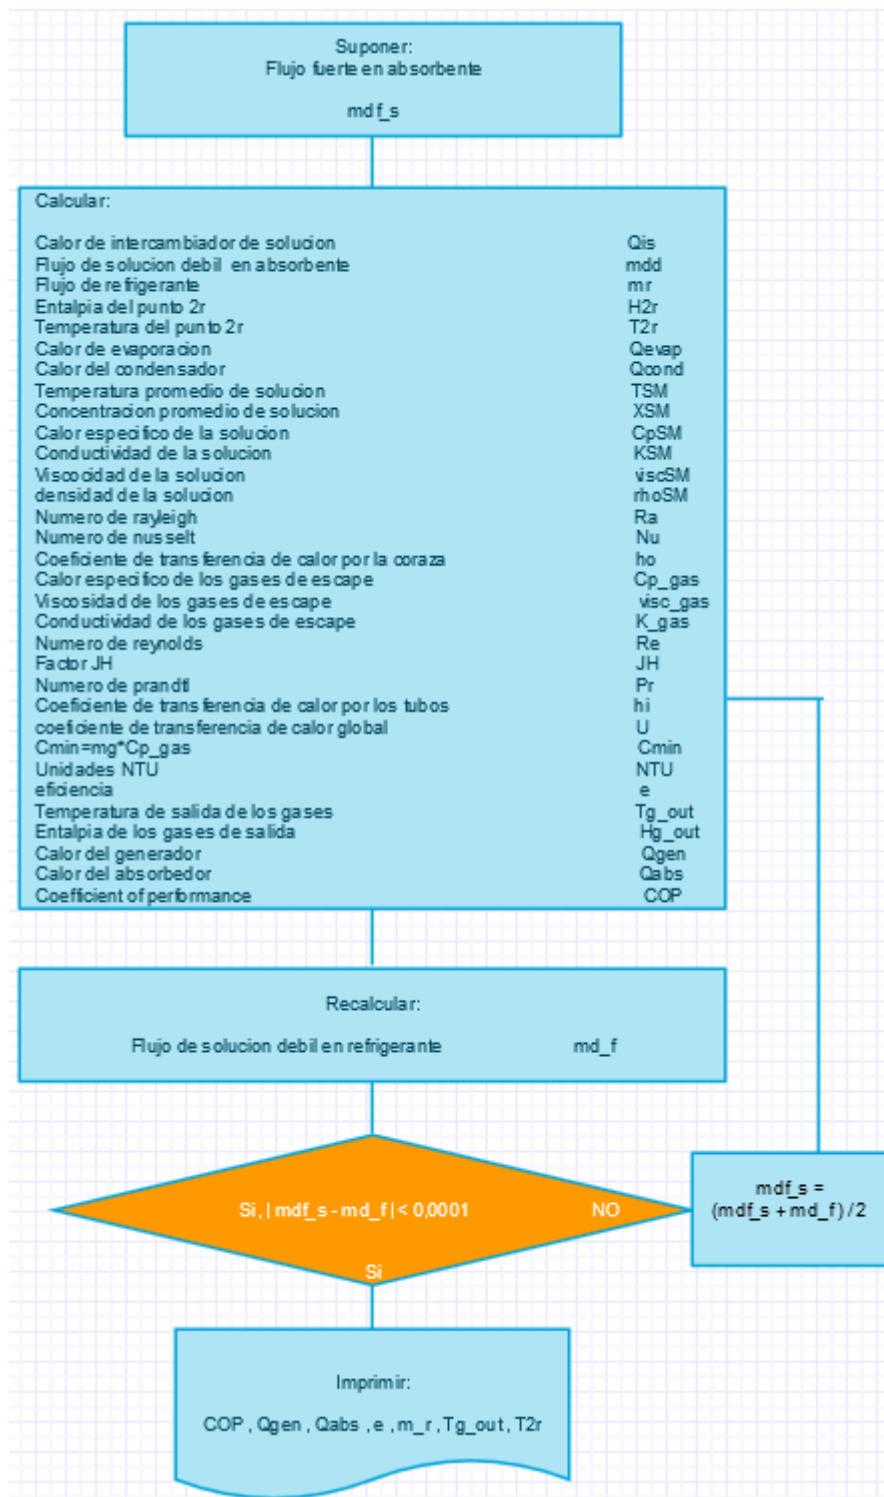 Suponer:
Flujo fuerte en absorbente
mdf_s
Calcular:
Calor de intercambiador de solucion Qis
Flujo de solucion debil en absorbente mdd
Flujo de refrigerante mr
Entalpia del punto 2r H2r
Temperatura del punto 2r T2r
Calor de evaporacion Qevap
Calor del condensador Qcond
Temperatura promedio de solucion TSM
Concentracion promedio de solucion XSM
Calor especifico de la solucion CpSM
Conductividad de la solucion KSM
Viscocidad de la solucion viscSM
densidad de la solucion rhoSM
Numero de rayleigh Ra
Numero de nusselt Nu
Coeficiente de transferencia de calor por la coraza ho
Calor especifico de los gases de escape Cp_gas
Viscosidad de los gases de escape visc_gas
Conductividad de los gases de escape K_gas
Numero de reynolds Re
Factor JH JH
Numero de prandtl Pr
Coeficiente de transferencia de calor por los tubos hi
coeficiente de transferencia de calor global U
Cmin=mg*Cp_gas Cmin
Unidades NTU NTU
eficiencia e
Temperatura de salida de los gases Tg_out
Entalpia de los gases de salida Hg_out
Calor del generador Qgen
Calor del absorbedor Qabs
Coefficient of performance COP
Recalcular:
Flujo de solucion debil en refrigerante md_f
Si, | mdf_s - md_f | < 0,0001 NO
Si
mdf_s =
(mdf_s + md_f) / 2
Imprimir:
COP , Qgen , Qabs , e , m_r , Tg_out , T2r